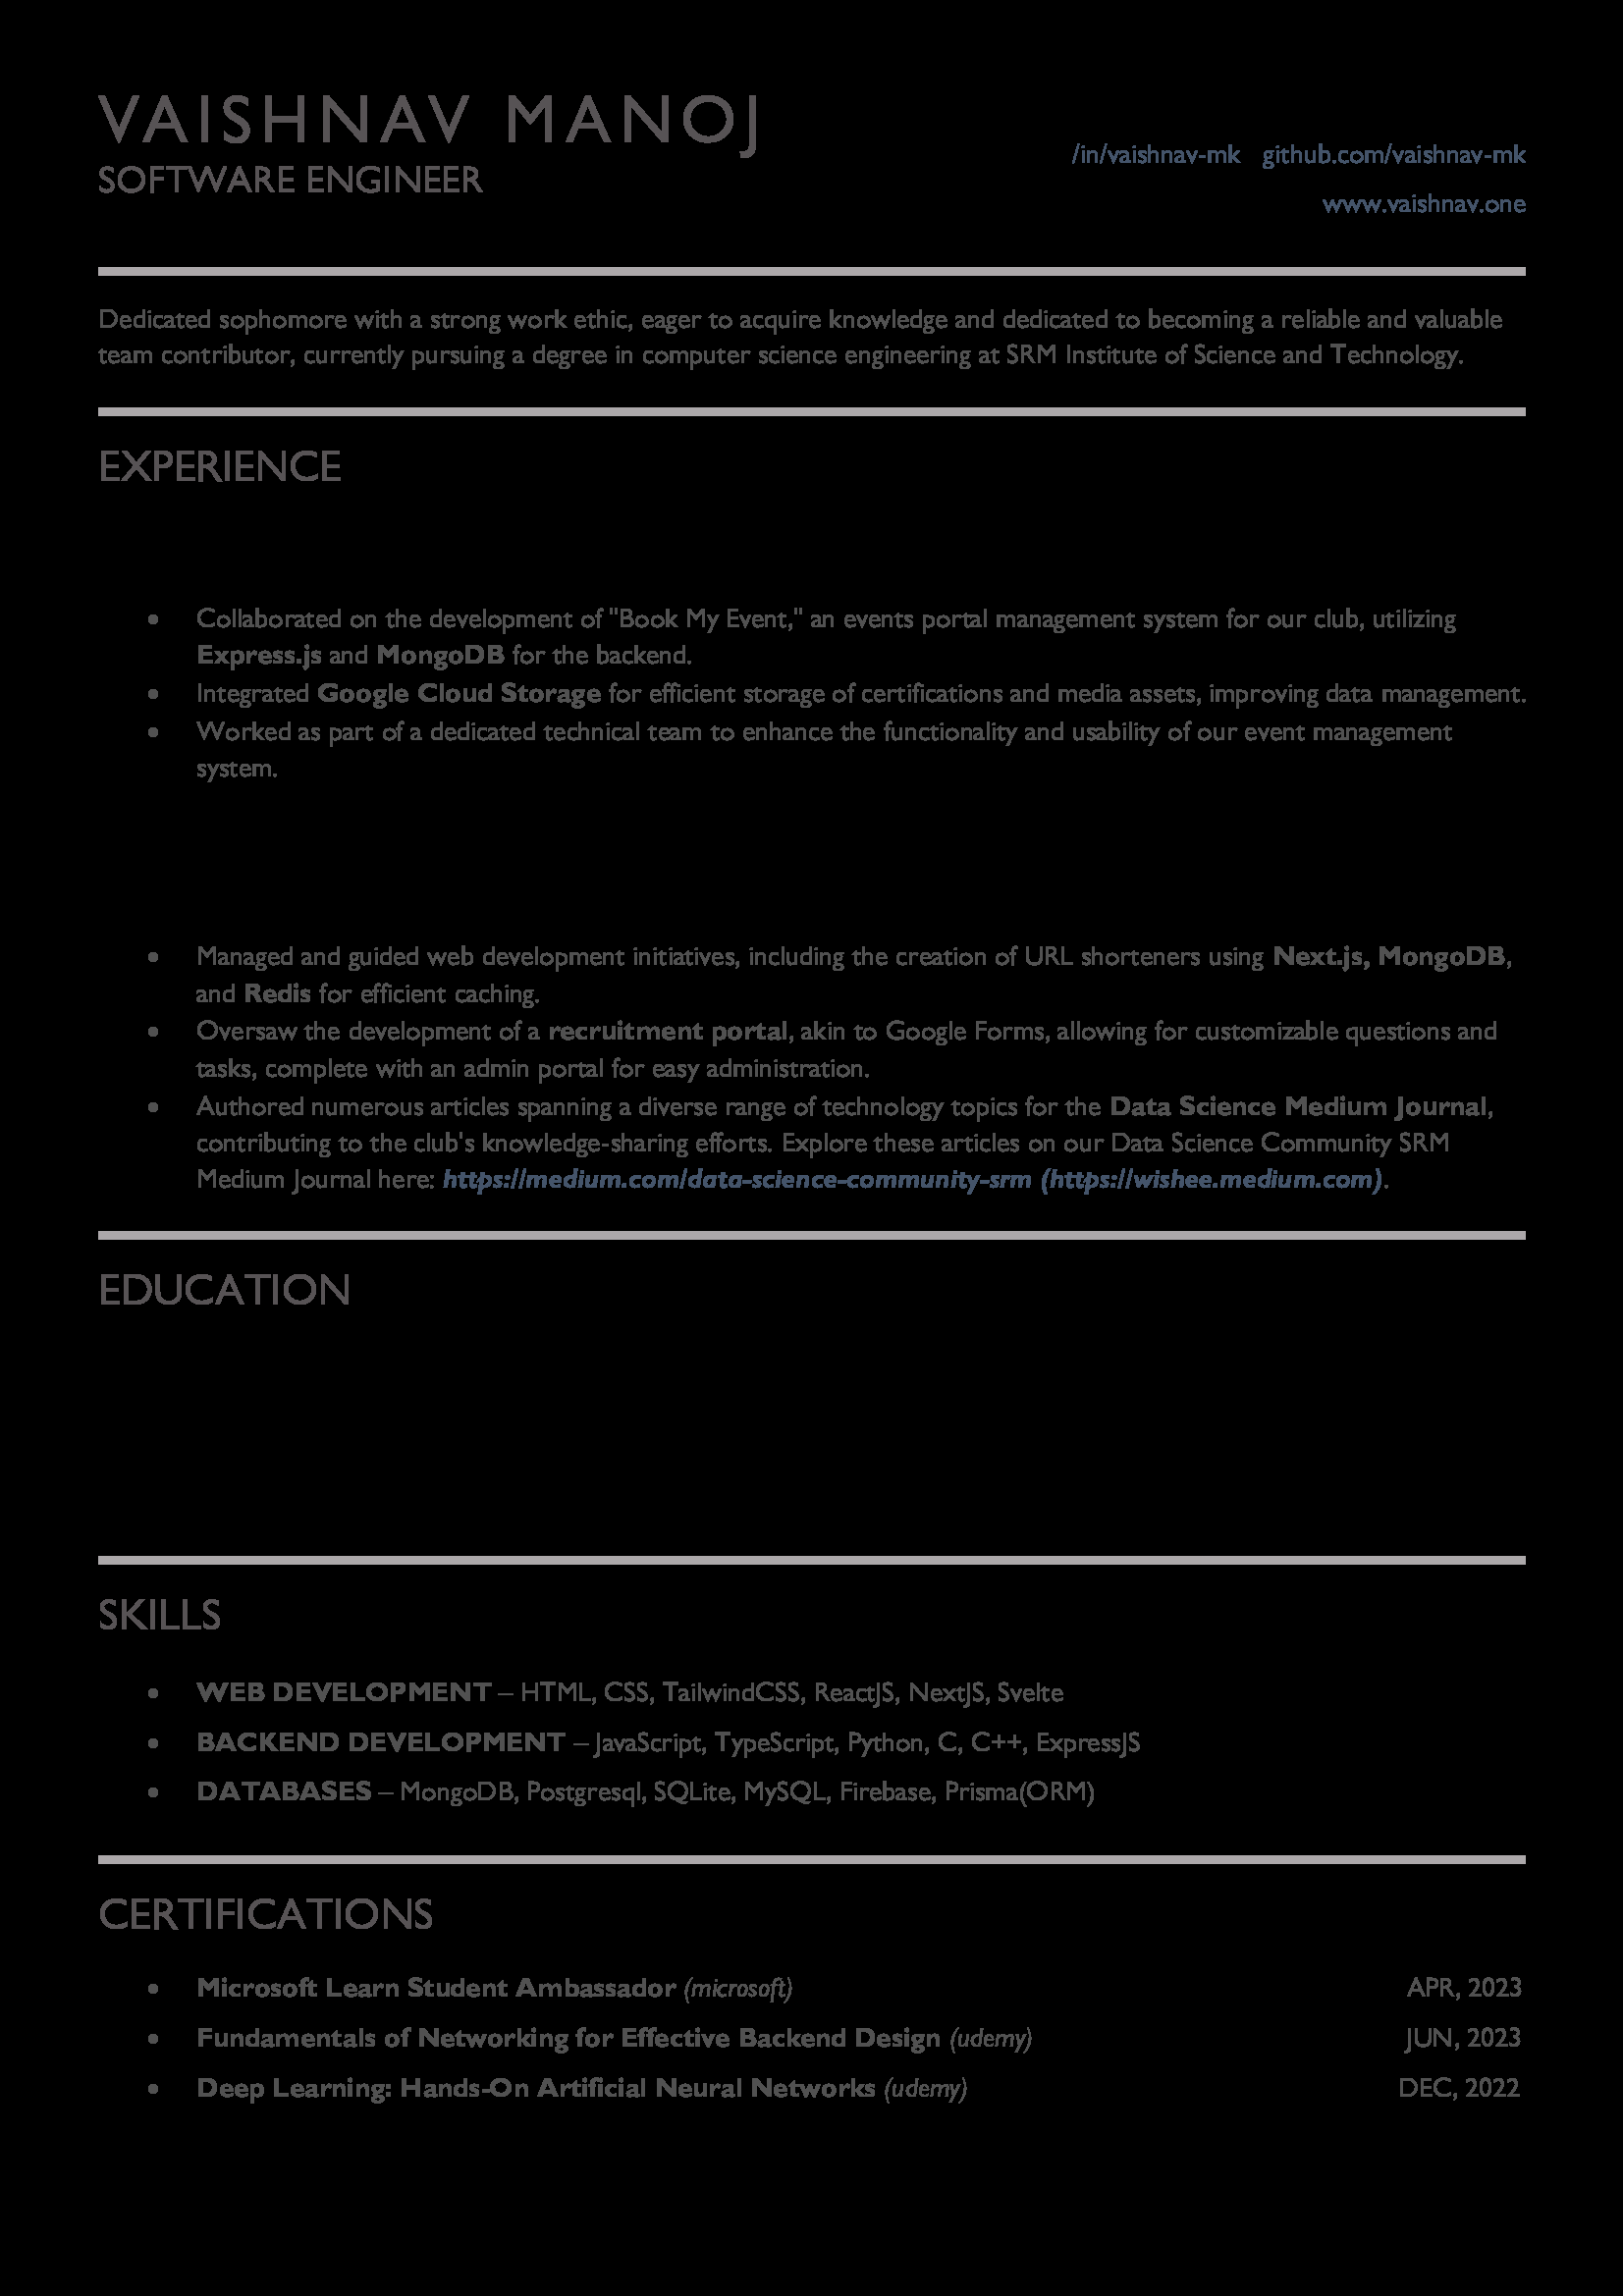 VAISHNAV MANOJ
SOFTWARE ENGINEER
/in/vaishnav-mk github.com/vaishnav-mk
www.vaishnav.one
Dedicated sophomore with a strong work ethic, eager to acquire knowledge and dedicated to becoming a reliable and valuable
team contributor, currently pursuing a degree in computer science engineering at SRM Institute of Science and Technology.
EXPERIENCE
• Collaborated on the development of "Book My Event," an events portal management system for our club, utilizing
Express.js and MongoDB for the backend.
• Integrated Google Cloud Storage for efficient storage of certifications and media assets, improving data management.
• Worked as part of a dedicated technical team to enhance the functionality and usability of our event management
system.
• Managed and guided web development initiatives, including the creation of URL shorteners using Next.js, MongoDB,
and Redis for efficient caching.
• Oversaw the development of a recruitment portal, akin to Google Forms, allowing for customizable questions and
tasks, complete with an admin portal for easy administration.
• Authored numerous articles spanning a diverse range of technology topics for the Data Science Medium Journal,
contributing to the club's knowledge-sharing efforts. Explore these articles on our Data Science Community SRM
Medium Journal here: https://medium.com/data-science-community-srm (https://wishee.medium.com).
EDUCATION
SKILLS
• WEB DEVELOPMENT – HTML, CSS, TailwindCSS, ReactJS, NextJS, Svelte
• BACKEND DEVELOPMENT – JavaScript, TypeScript, Python, C, C++, ExpressJS
• DATABASES – MongoDB, Postgresql, SQLite, MySQL, Firebase, Prisma(ORM)
CERTIFICATIONS
• Microsoft Learn Student Ambassador (microsoft) APR, 2023
• Fundamentals of Networking for Effective Backend Design (udemy) JUN, 2023
• Deep Learning: Hands-On Artificial Neural Networks (udemy) DEC, 2022